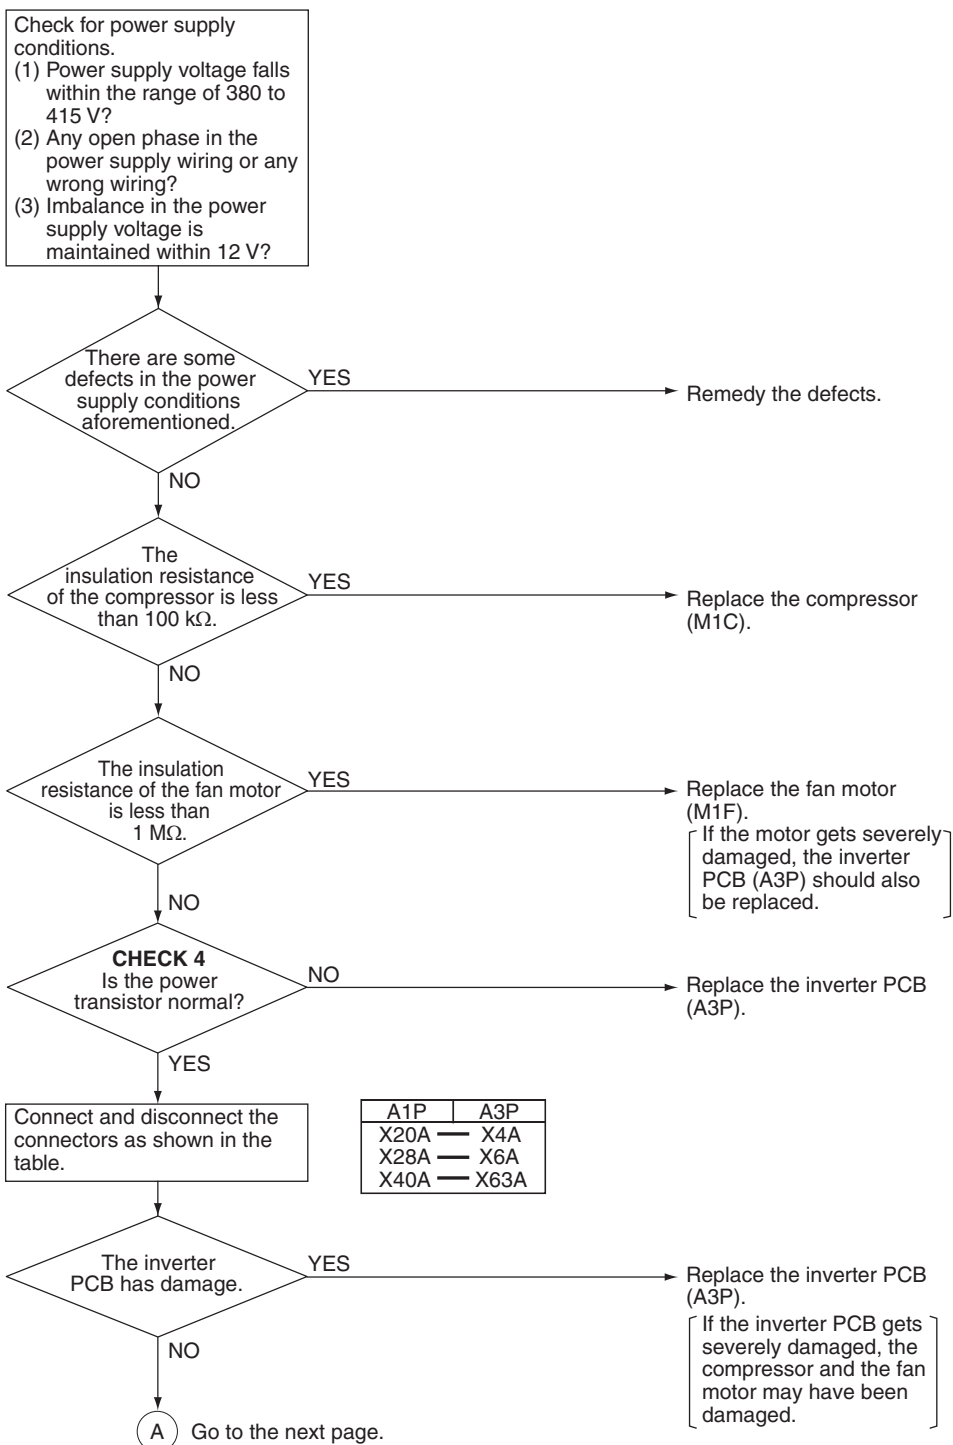 Check for power supply
conditions.
(1) Power supply voltage falls
within the range of 380 to
415 V?
(2) Any open phase in the
power supply wiring or any
wrong wiring?
(3) Imbalance in the power
supply voltage is
maintained within 12 V?
There are some
defects in the power
supply conditions
aforementioned.
YES
Remedy the defects.
NO
The
insulation resistance
of the compressor is less
than 100 kΩ.
YES
Replace the compressor
(M1C).
NO
The insulation
resistance of the fan motor
is less than
1 MΩ.
YES
Replace the fan motor
(M1F).
If the motor gets severely
damaged, the inverter
PCB (A3P) should also
be replaced.
NO
CHECK 4
Is the power
transistor normal?
NO
Replace the inverter PCB
(A3P).
YES
Connect and disconnect the
connectors as shown in the
table.
A1P A3P
X20A — X4A
X28A — X6A
X40A — X63A
The inverter
PCB has damage.
YES
Replace the inverter PCB
(A3P).
If the inverter PCB gets
severely damaged, the
compressor and the fan
motor may have been
damaged.
NO
A Go to the next page.